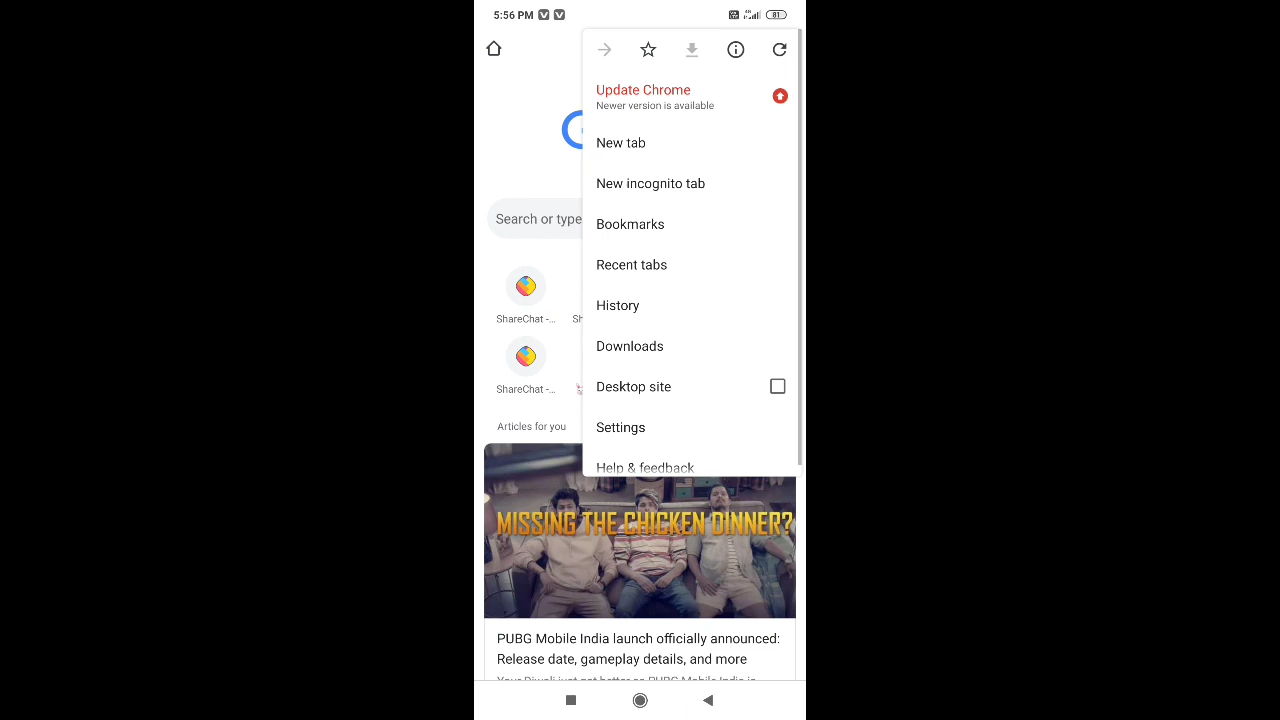 5:56 PM
81
Update Chrome
Newer version is available
New tab
New incognito tab
Bookmarks
Recent tabs
History
Downloads
Desktop site
Settings
Help & feedback
Search or type
ShareChat -...
Sh
ShareChat -...
Articles for you
MISSING THE CHICKEN DINNER?
PUBG Mobile India launch officially announced:
Release date, gameplay details, and more